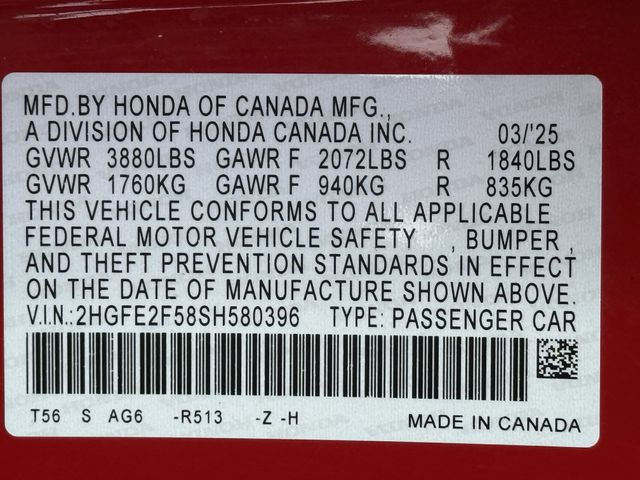 MFD.BY HONDA OF CANADA MFG.,
A DIVISION OF HONDA CANADA INC. 03/'25
GVWR 3880LBS GAWR F 2072LBS R 1840LBS
GVWR 1760KG GAWR F 940KG R 835KG
THIS VEHICLE CONFORMS TO ALL APPLICABLE
FEDERAL MOTOR VEHICLE SAFETY , BUMPER ,
AND THEFT PREVENTION STANDARDS IN EFFECT
ON THE DATE OF MANUFACTURE SHOWN ABOVE.
V.I.N.:2HGFE2F58SH580396 TYPE: PASSENGER CAR
T56 S AG6 -R513 -Z -H
MADE IN CANADA